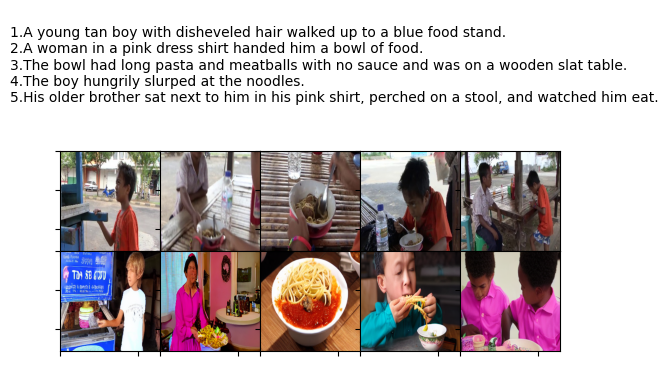 1.A young tan boy with disheveled hair walked up to a blue food stand.
2.A woman in a pink dress shirt handed him a bowl of food.
3.The bowl had long pasta and meatballs with no sauce and was on a wooden slat table.
4.The boy hungrily slurped at the noodles.
5.His older brother sat next to him in his pink shirt, perched on a stool, and watched him eat.